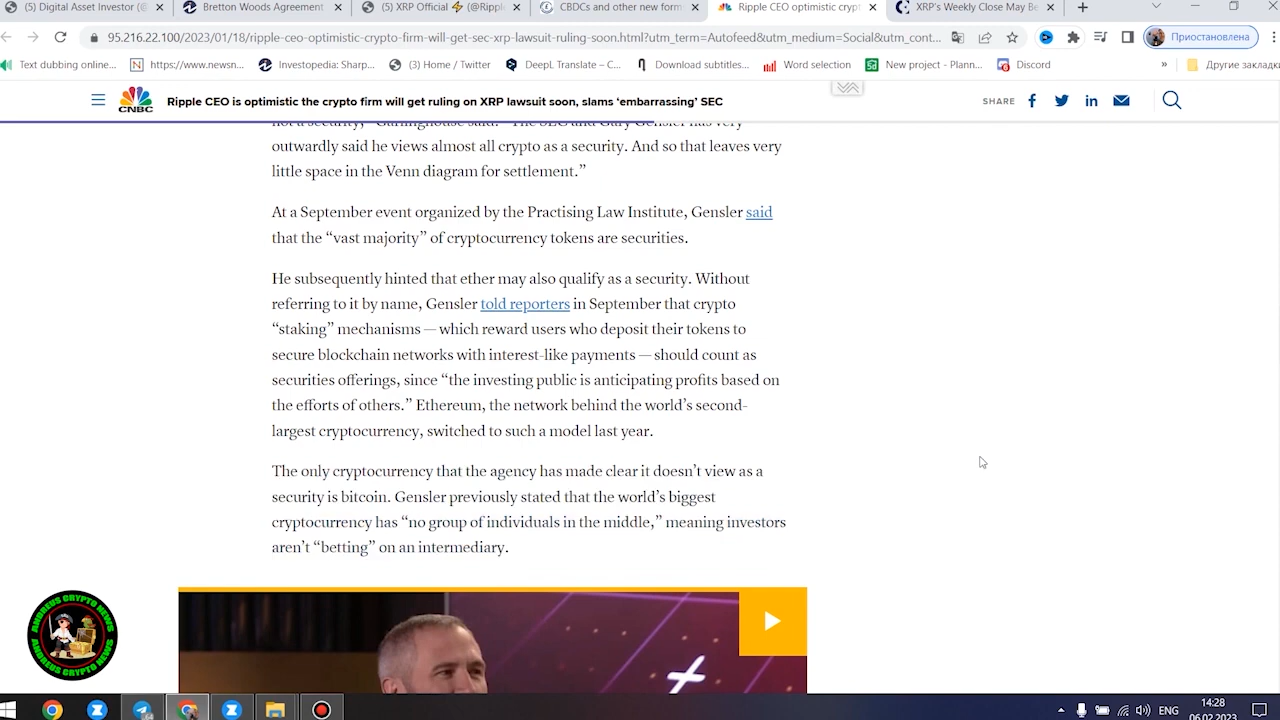 (5) Digital Asset Investor (@
Bretton Woods Agreement
(5) XRP Official ⚡ (@Ripple
CBDCs and other new form
Ripple CEO optimistic crypt
XRP's Weekly Close May Be
95.216.22.100/2023/01/18/ripple-ceo-optimistic-crypto-firm-will-get-sec-xrp-lawsuit-ruling-soon.html?utm_term=Autofeed&utm_medium=Social&utm_cont...
Приостановлена
Text dubbing online...
https://www.newsn...
Investopedia: Sharp...
(3) Home / Twitter
DeepL Translate – C...
Download subtitles...
Word selection
New project - Plann...
Discord
»
Другие закладки
CNBC
Ripple CEO is optimistic the crypto firm will get ruling on XRP lawsuit soon, slams ‘embarrassing’ SEC
SHARE
not a security,” Garlinghouse said. “The SEC and Gary Gensler has very
outwardly said he views almost all crypto as a security. And so that leaves very
little space in the Venn diagram for settlement.”
At a September event organized by the Practising Law Institute, Gensler said
that the “vast majority” of cryptocurrency tokens are securities.
He subsequently hinted that ether may also qualify as a security. Without
referring to it by name, Gensler told reporters in September that crypto
“staking” mechanisms — which reward users who deposit their tokens to
secure blockchain networks with interest-like payments — should count as
securities offerings, since “the investing public is anticipating profits based on
the efforts of others.” Ethereum, the network behind the world’s second-
largest cryptocurrency, switched to such a model last year.
The only cryptocurrency that the agency has made clear it doesn’t view as a
security is bitcoin. Gensler previously stated that the world’s biggest
cryptocurrency has “no group of individuals in the middle,” meaning investors
aren’t “betting” on an intermediary.
ANDREUS CRYPTO NEWS
ANDREUS CRYPTO NEWS
ENG
14:28
06.02.2023